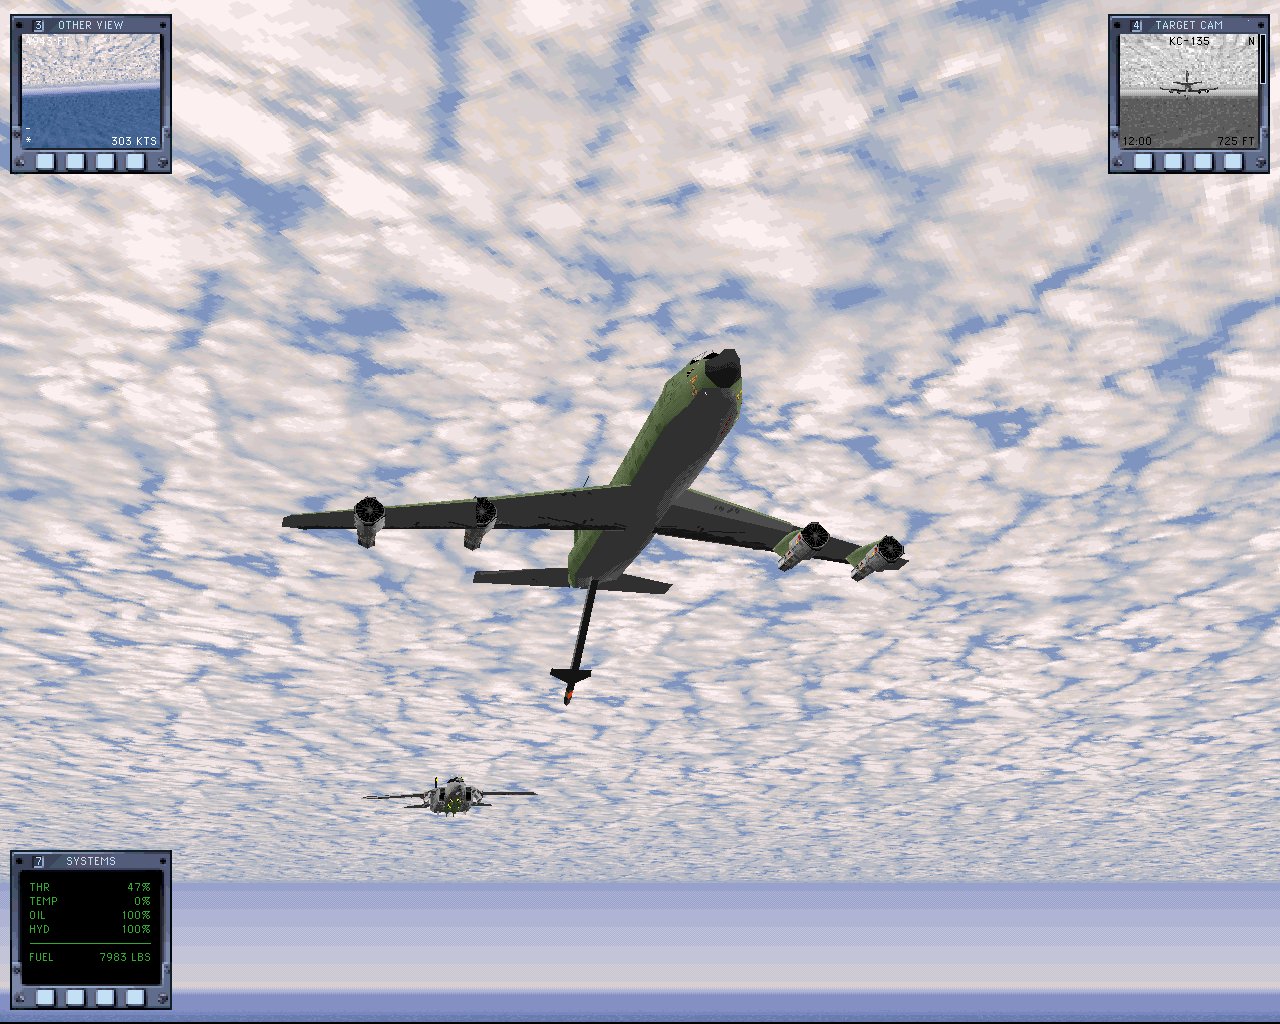 3 OTHER VIEW
303 KTS
4 TARGET CAM
KC-135 N
12:00 725 FT
7 SYSTEMS
THR 47%
TEMP 0%
OIL 100%
HYD 100%
FUEL 7983 LBS